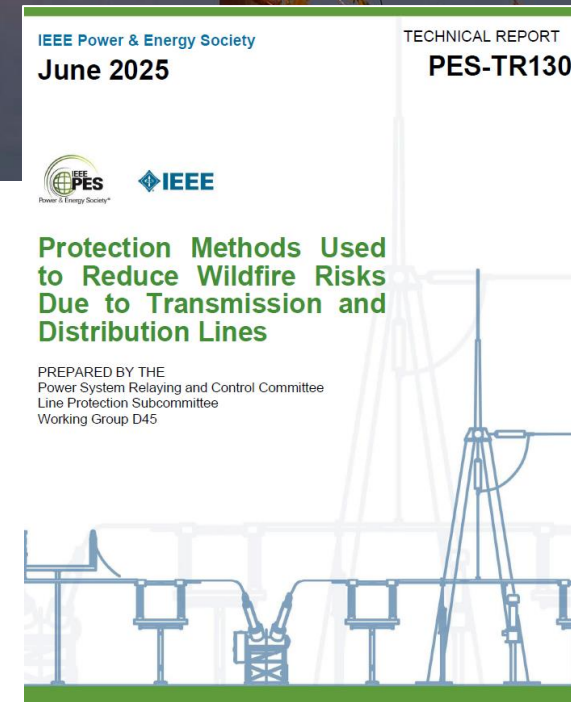 IEEE Power & Energy Society
June 2025
TECHNICAL REPORT
PES-TR130
IEEE
PES
Power & Energy Society®
IEEE
Protection Methods Used
to Reduce Wildfire Risks
Due to Transmission and
Distribution Lines
PREPARED BY THE
Power System Relaying and Control Committee
Line Protection Subcommittee
Working Group D45